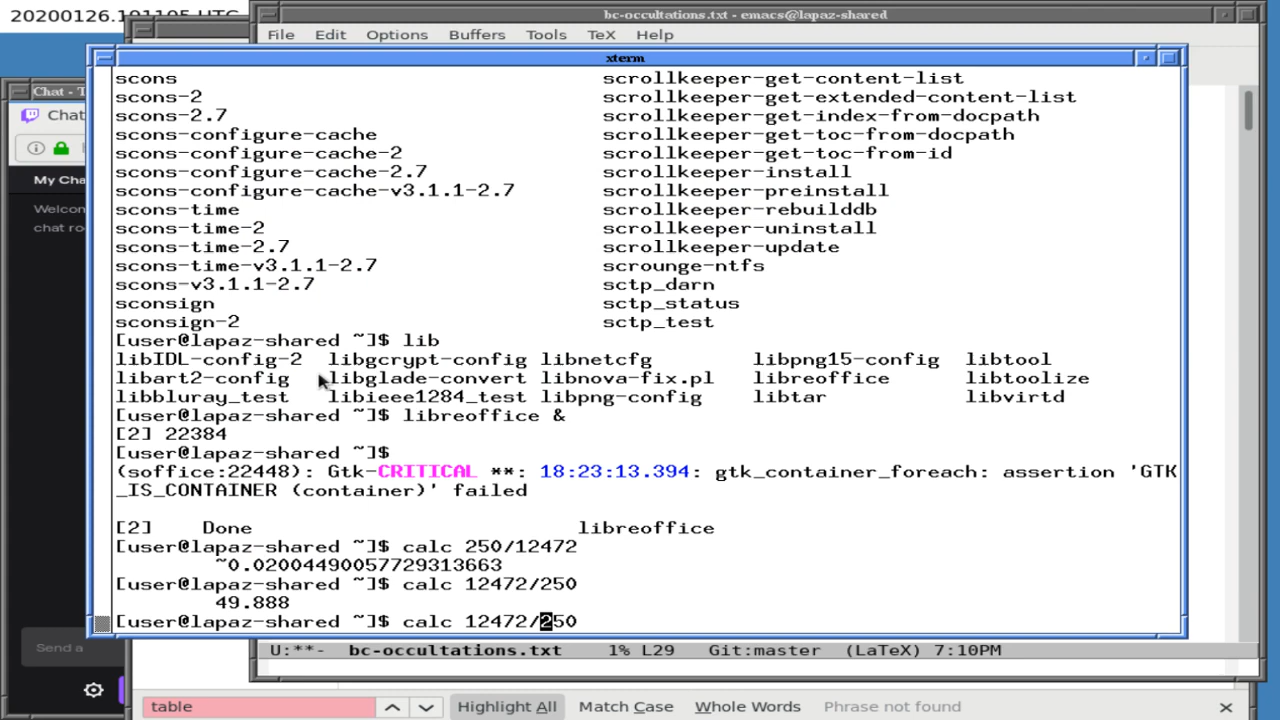 20200126.191105 UTC
bc-occultations.txt - emacs@lapaz-shared
File Edit Options Buffers Tools TeX Help
xterm
Chat - T
Chat
My Cha
Welcon
chat ro
Send a
scons scrollkeeper-get-content-list
scons-2 scrollkeeper-get-extended-content-list
scons-2.7 scrollkeeper-get-index-from-docpath
scons-configure-cache scrollkeeper-get-toc-from-docpath
scons-configure-cache-2 scrollkeeper-get-toc-from-id
scons-configure-cache-2.7 scrollkeeper-install
scons-configure-cache-v3.1.1-2.7 scrollkeeper-preinstall
scons-time scrollkeeper-rebuilddb
scons-time-2 scrollkeeper-uninstall
scons-time-2.7 scrollkeeper-update
scons-time-v3.1.1-2.7 scrounge-ntfs
scons-v3.1.1-2.7 sctp_darn
sconsign sctp_status
sconsign-2 sctp_test
[user@lapaz-shared ~]$ lib
libIDL-config-2 libgcrypt-config libnetcfg libpng15-config libtool
libart2-config libglade-convert libnova-fix.pl libreoffice libtoolize
libbluray_test libieee1284_test libpng-config libtar libvirtd
[user@lapaz-shared ~]$ libreoffice &
[2] 22384
[user@lapaz-shared ~]$
(soffice:22448): Gtk-CRITICAL **: 18:23:13.394: gtk_container_foreach: assertion 'GTK
_IS_CONTAINER (container)' failed
[2] Done libreoffice
[user@lapaz-shared ~]$ calc 250/12472
~0.02004490057729313663
[user@lapaz-shared ~]$ calc 12472/250
49.888
[user@lapaz-shared ~]$ calc 12472/250
U:**- bc-occultations.txt 1% L29 Git:master (LaTeX) 7:10PM
table Highlight All Match Case Whole Words Phrase not found